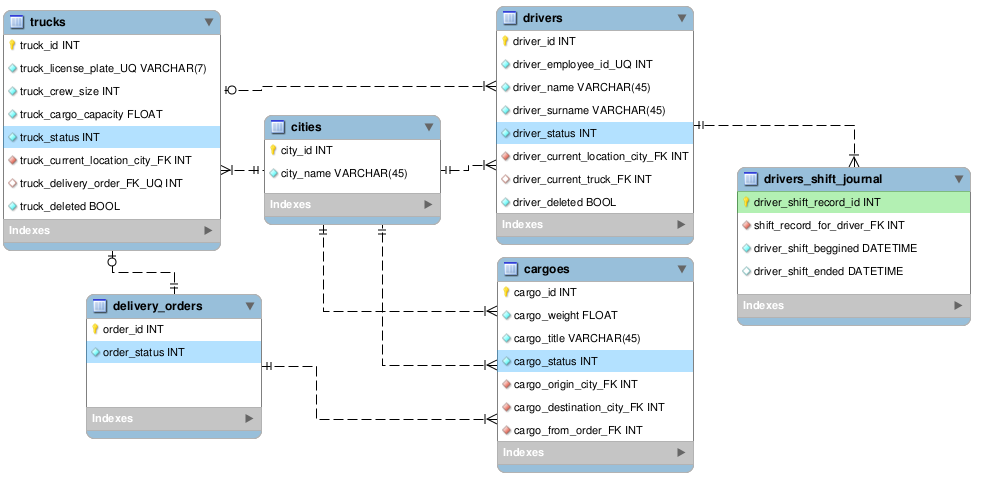 trucks
truck_id INT
truck_license_plate_UQ VARCHAR(7)
truck_crew_size INT
truck_cargo_capacity FLOAT
truck_status INT
truck_current_location_city_FK INT
truck_delivery_order_FK_UQ INT
truck_deleted BOOL
Indexes
cities
city_id INT
city_name VARCHAR(45)
Indexes
drivers
driver_id INT
driver_employee_id_UQ INT
driver_name VARCHAR(45)
driver_surname VARCHAR(45)
driver_status INT
driver_current_location_city_FK INT
driver_current_truck_FK INT
driver_deleted BOOL
Indexes
drivers_shift_journal
driver_shift_record_id INT
shift_record_for_driver_FK INT
driver_shift_beggined DATETIME
driver_shift_ended DATETIME
Indexes
delivery_orders
order_id INT
order_status INT
Indexes
cargoes
cargo_id INT
cargo_weight FLOAT
cargo_title VARCHAR(45)
cargo_status INT
cargo_origin_city_FK INT
cargo_destination_city_FK INT
cargo_from_order_FK INT
Indexes